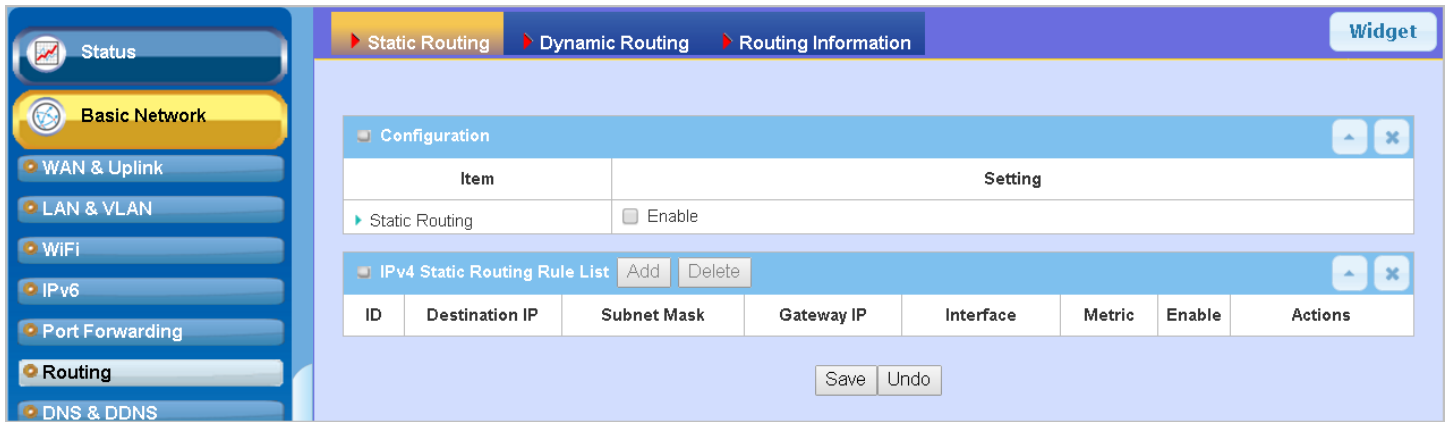 Status
Basic Network
WAN & Uplink
LAN & VLAN
WiFi
IPv6
Port Forwarding
Routing
DNS & DDNS
Static Routing Dynamic Routing Routing Information Widget
Configuration
Item Setting
Static Routing Enable
IPv4 Static Routing Rule List Add Delete
ID Destination IP Subnet Mask Gateway IP Interface Metric Enable Actions
Save Undo